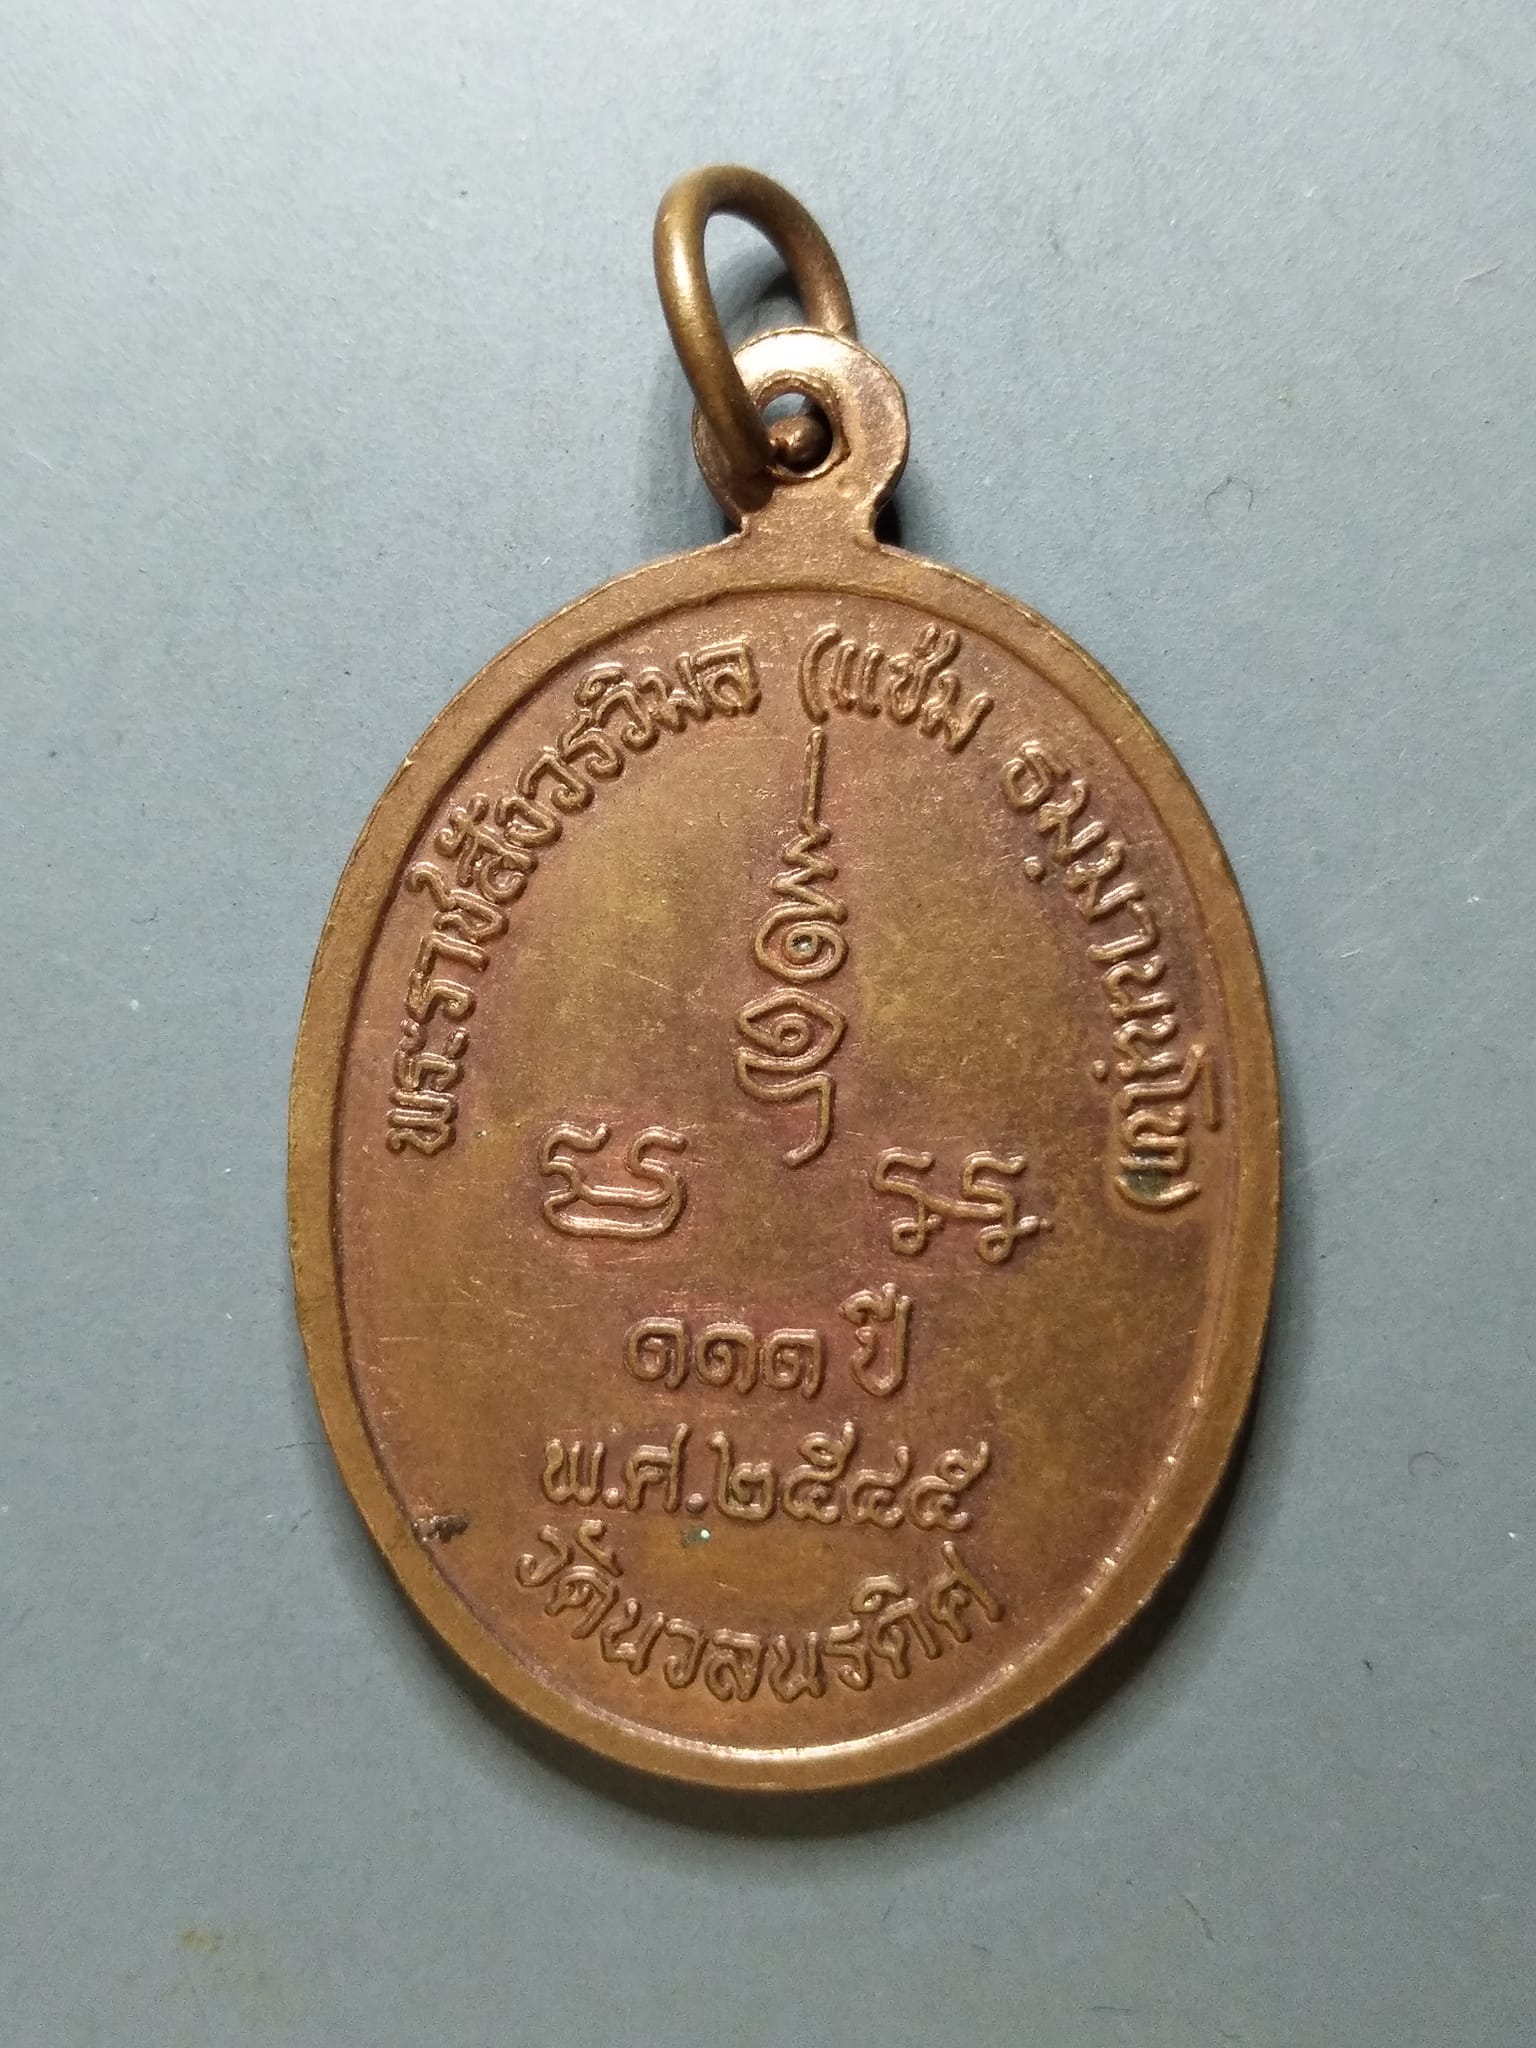 พระราชสังวรวิมล (แช่ม ธมฺมานนฺโท)
๑๑๑ ปี
พ.ศ.๒๕๔๕
วัดนวลนรดิศ